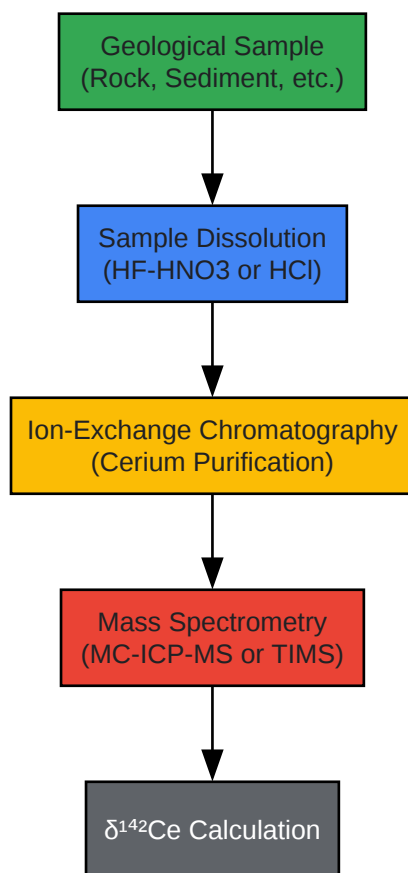 Geological Sample
(Rock, Sediment, etc.)
Sample Dissolution
(HF-HNO3 or HCl)
Ion-Exchange Chromatography
(Cerium Purification)
Mass Spectrometry
(MC-ICP-MS or TIMS)
δ¹⁴²Ce Calculation